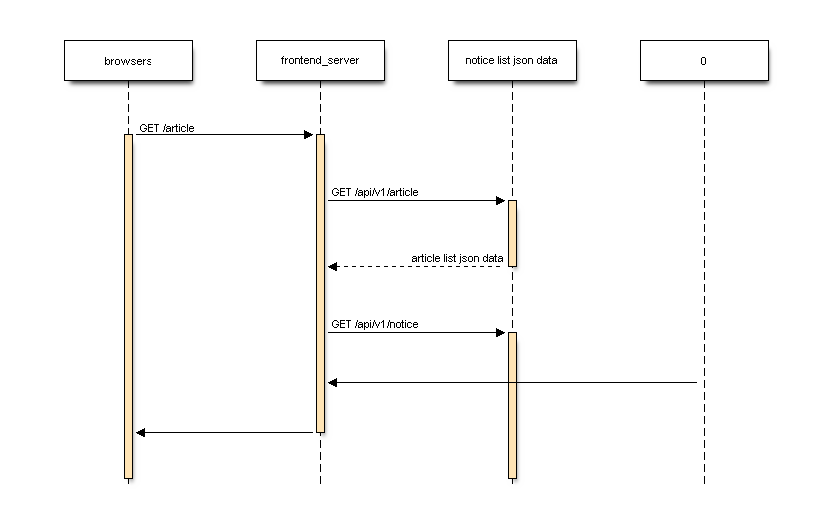 browsers
frontend_server
notice list json data
0
GET /article
GET /api/v1/article
article list json data
GET /api/v1/notice